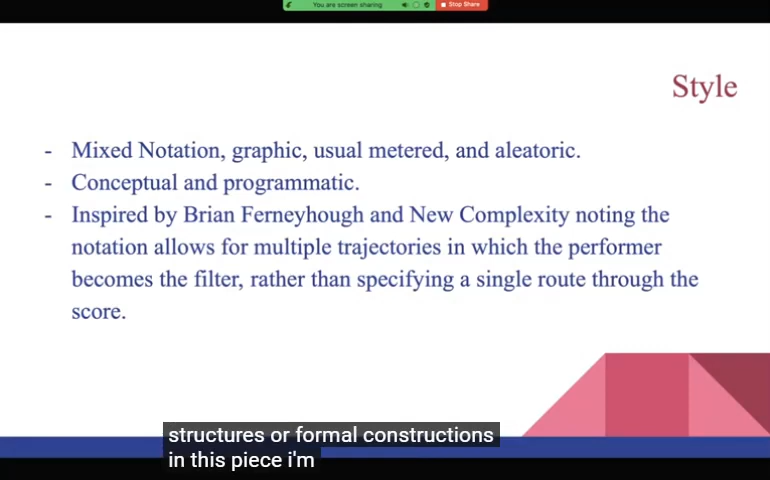 You are screen sharing Stop Share
Style
- Mixed Notation, graphic, usual metered, and aleatoric.
- Conceptual and programmatic.
- Inspired by Brian Ferneyhough and New Complexity noting the
notation allows for multiple trajectories in which the performer
becomes the filter, rather than specifying a single route through the
score.
structures or formal constructions
in this piece i'm